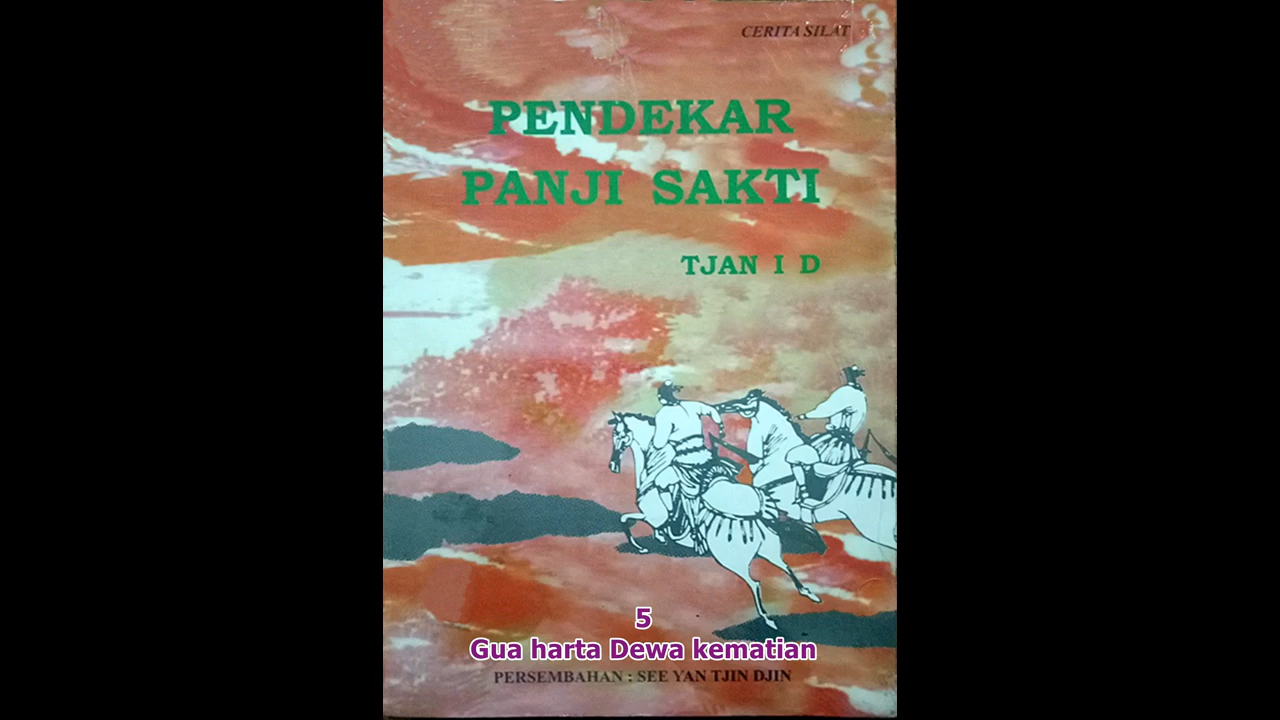 CERITA SILAT
PENDEKAR
PANJI SAKTI
TJAN I D
5
Gua harta Dewa kematian
PERSEMBAHAN : SEE YAN TJIN DJIN